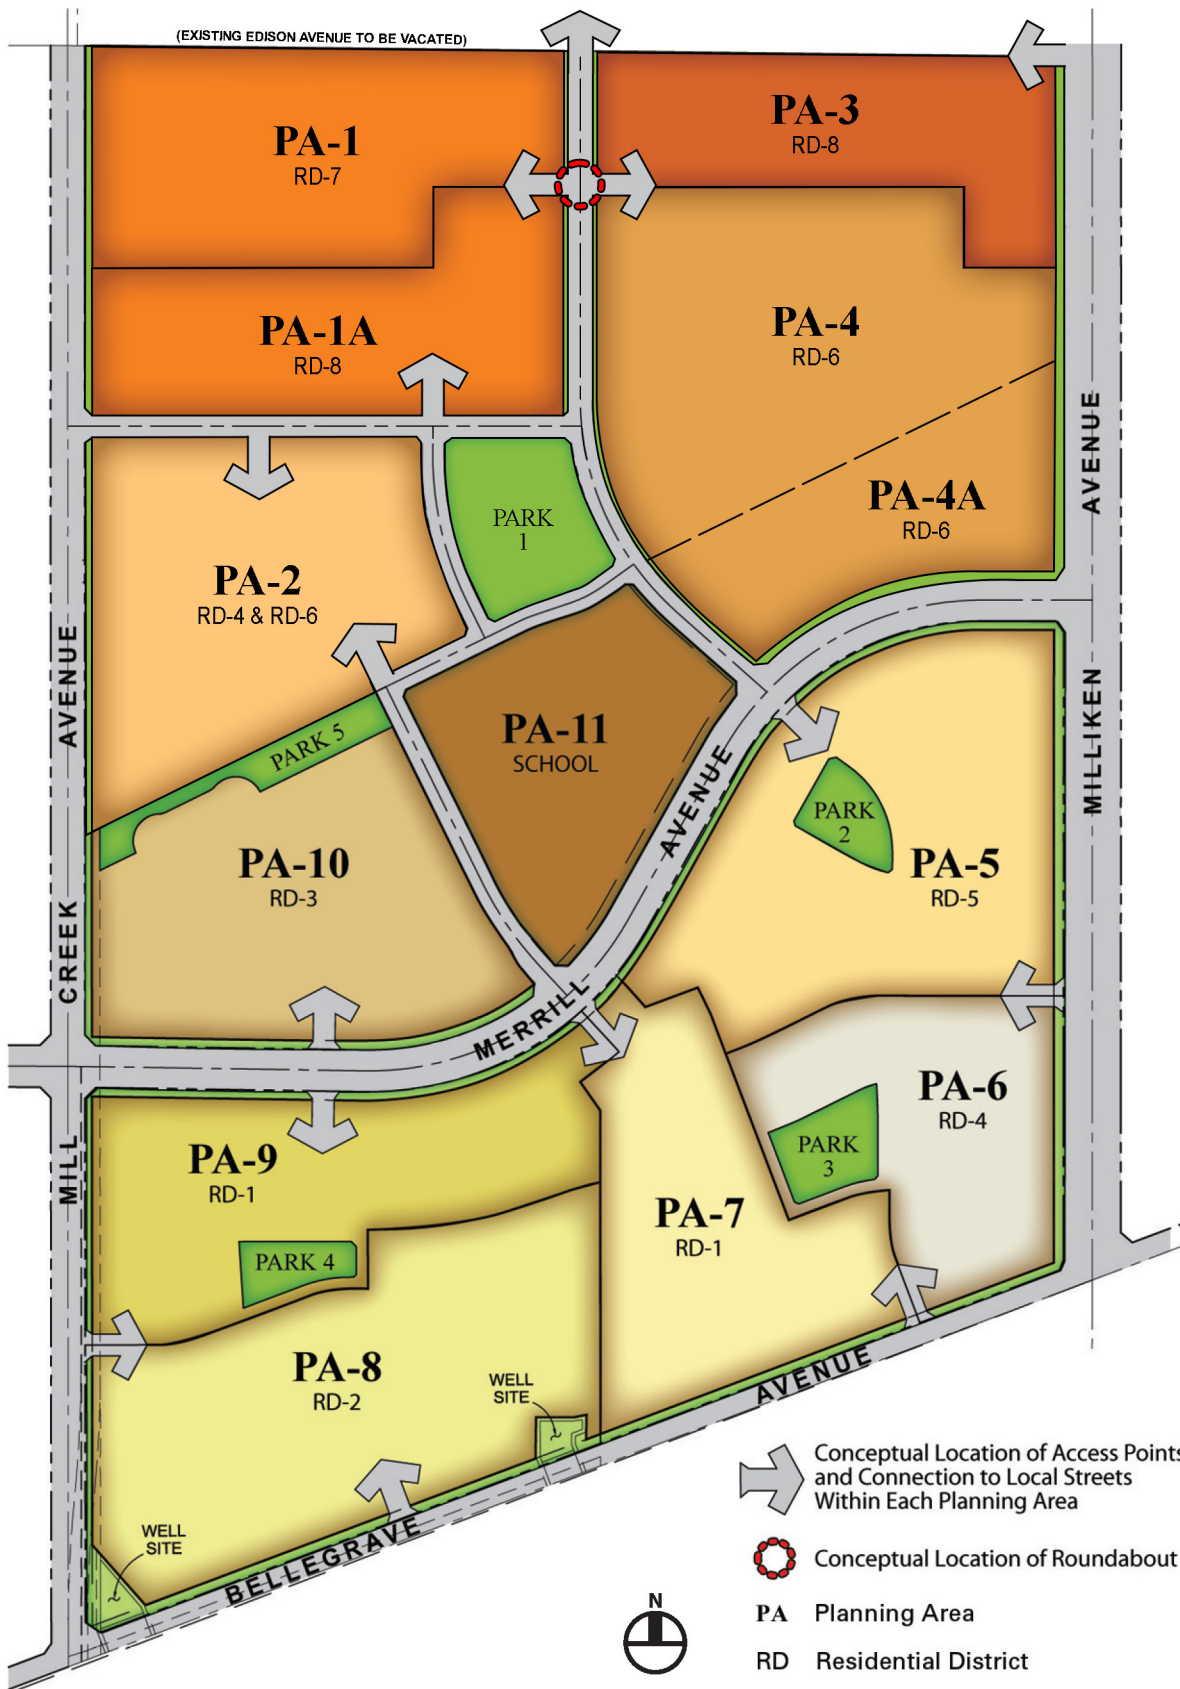 (EXISTING EDISON AVENUE TO BE VACATED)
PA-1
RD-7
PA-3
RD-8
PA-1A
RD-8
PA-4
RD-6
PA-4A
RD-6
PARK
1
PA-2
RD-4 & RD-6
PARK 5
PA-11
SCHOOL
PARK
2
PA-5
RD-5
PA-10
RD-3
PA-6
RD-4
PARK
3
PA-9
RD-1
PARK 4
PA-7
RD-1
PA-8
RD-2
WELL
SITE
WELL
SITE
MILL CREEK AVENUE
MERRILL AVENUE
MILLIKEN AVENUE
BELLEGRAVE AVENUE
Conceptual Location of Access Points
and Connection to Local Streets
Within Each Planning Area
Conceptual Location of Roundabout
N
PA Planning Area
RD Residential District